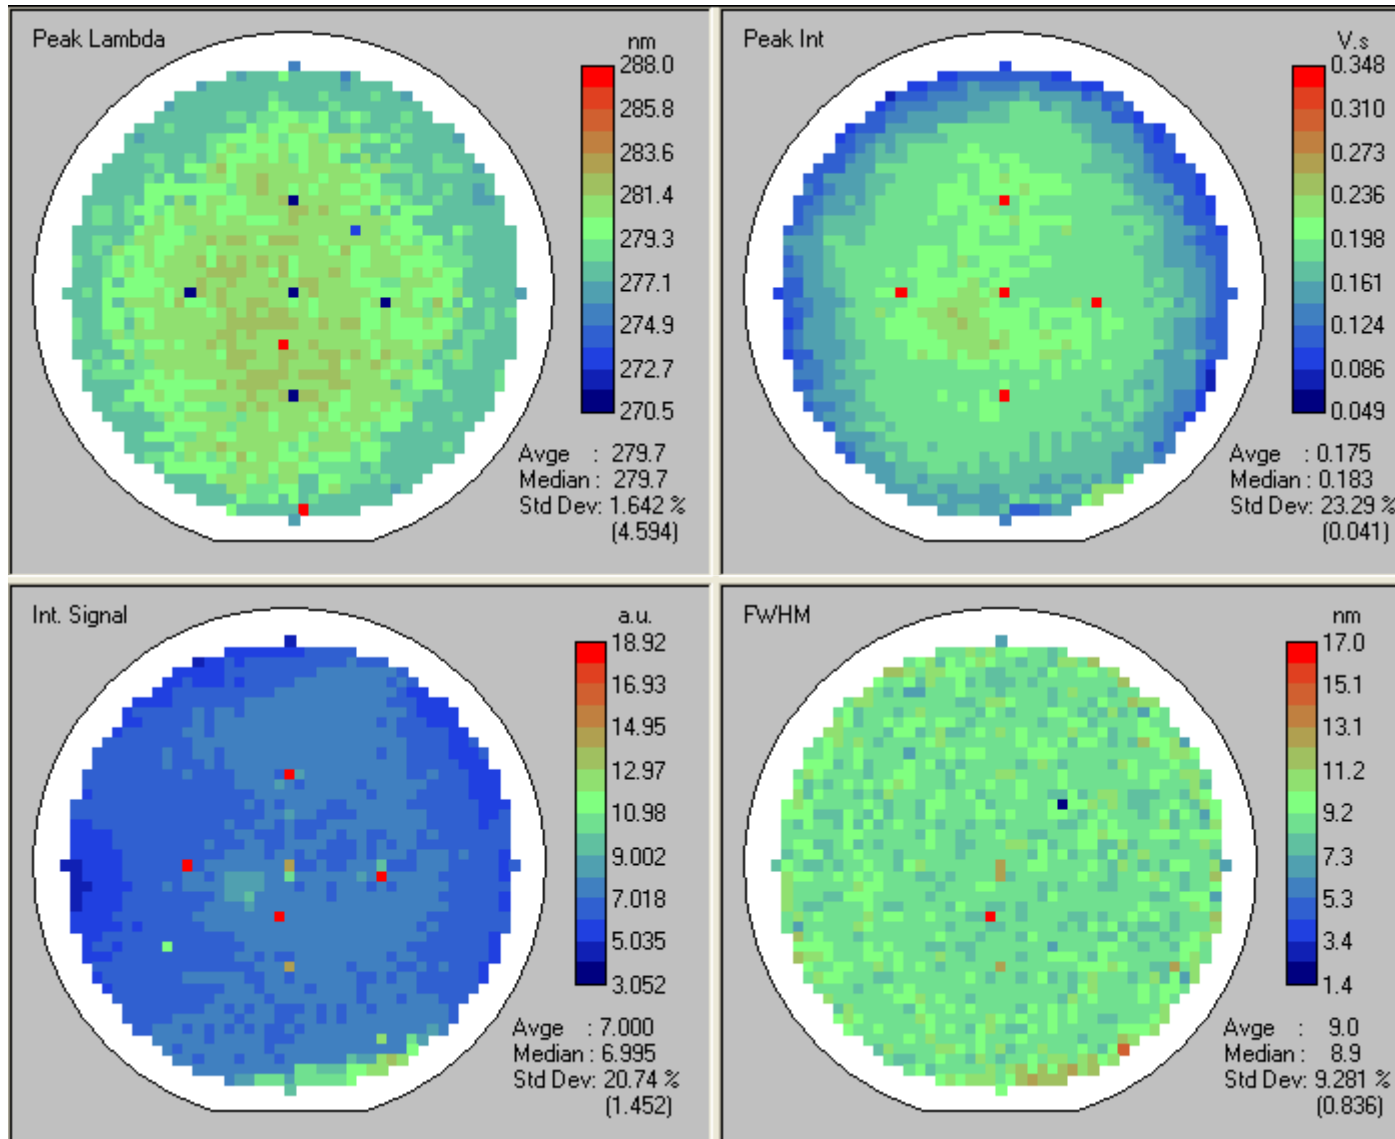 Peak Lambda
nm
288.0
285.8
283.6
281.4
279.3
277.1
274.9
272.7
270.5
Avge : 279.7
Median : 279.7
Std Dev: 1.642 %
(4.594)
Peak Int
V.s
0.348
0.310
0.273
0.236
0.198
0.161
0.124
0.086
0.049
Avge : 0.175
Median : 0.183
Std Dev: 23.29 %
(0.041)
Int. Signal
a.u.
18.92
16.93
14.95
12.97
10.98
9.002
7.018
5.035
3.052
Avge : 7.000
Median : 6.995
Std Dev: 20.74 %
(1.452)
FWHM
nm
17.0
15.1
13.1
11.2
9.2
7.3
5.3
3.4
1.4
Avge : 9.0
Median : 8.9
Std Dev: 9.281 %
(0.836)